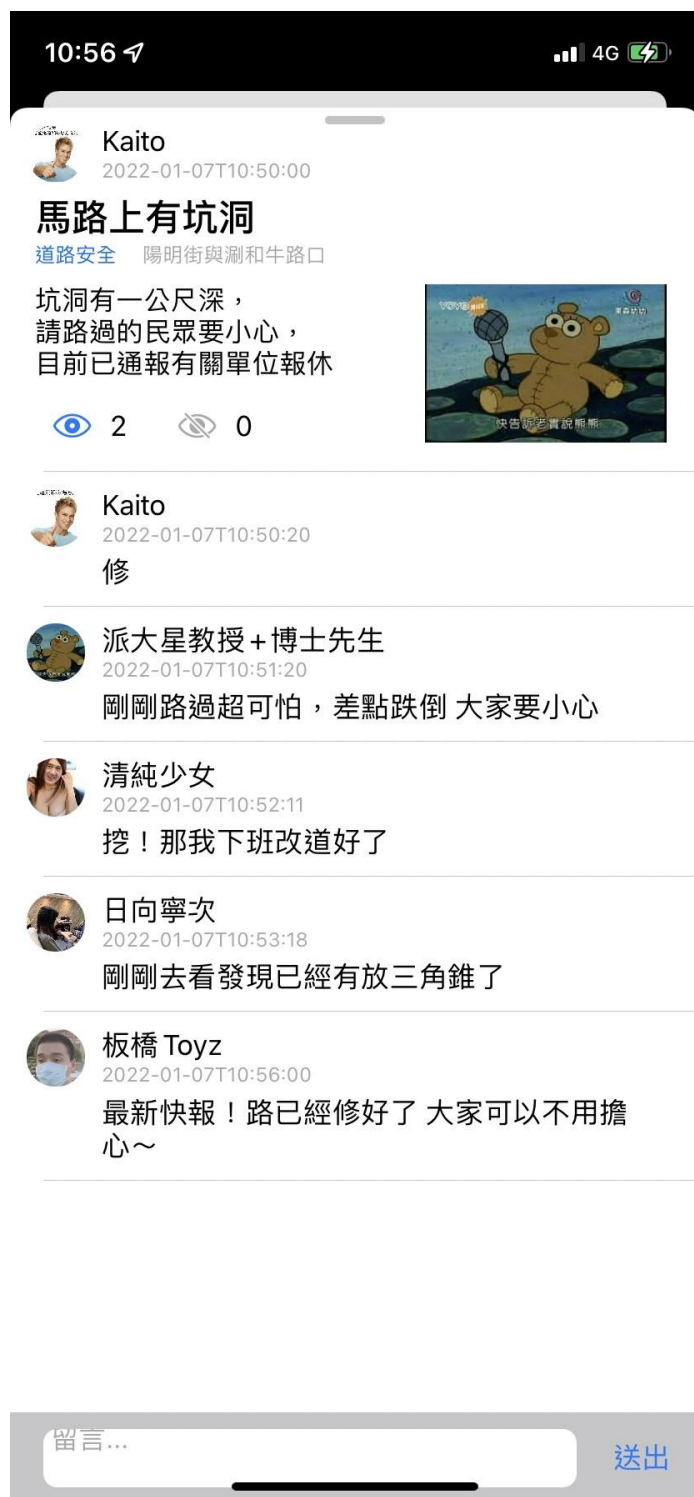 10:56
4G
Kaito
2022-01-07T10:50:00
馬路上有坑洞
道路安全 陽明街與涮和牛路口
坑洞有一公尺深，
請路過的民眾要小心，
目前已通報有關單位報休
YOYO
東森幼幼
快告訴老實說熊熊
2 0
Kaito
2022-01-07T10:50:20
修
派大星教授+博士先生
2022-01-07T10:51:20
剛剛路過超可怕，差點跌倒 大家要小心
清純少女
2022-01-07T10:52:11
挖！那我下班改道好了
日向寧次
2022-01-07T10:53:18
剛剛去看發現已經有放三角錐了
板橋 Toyz
2022-01-07T10:56:00
最新快報！路已經修好了 大家可以不用擔
心～
留言...
送出